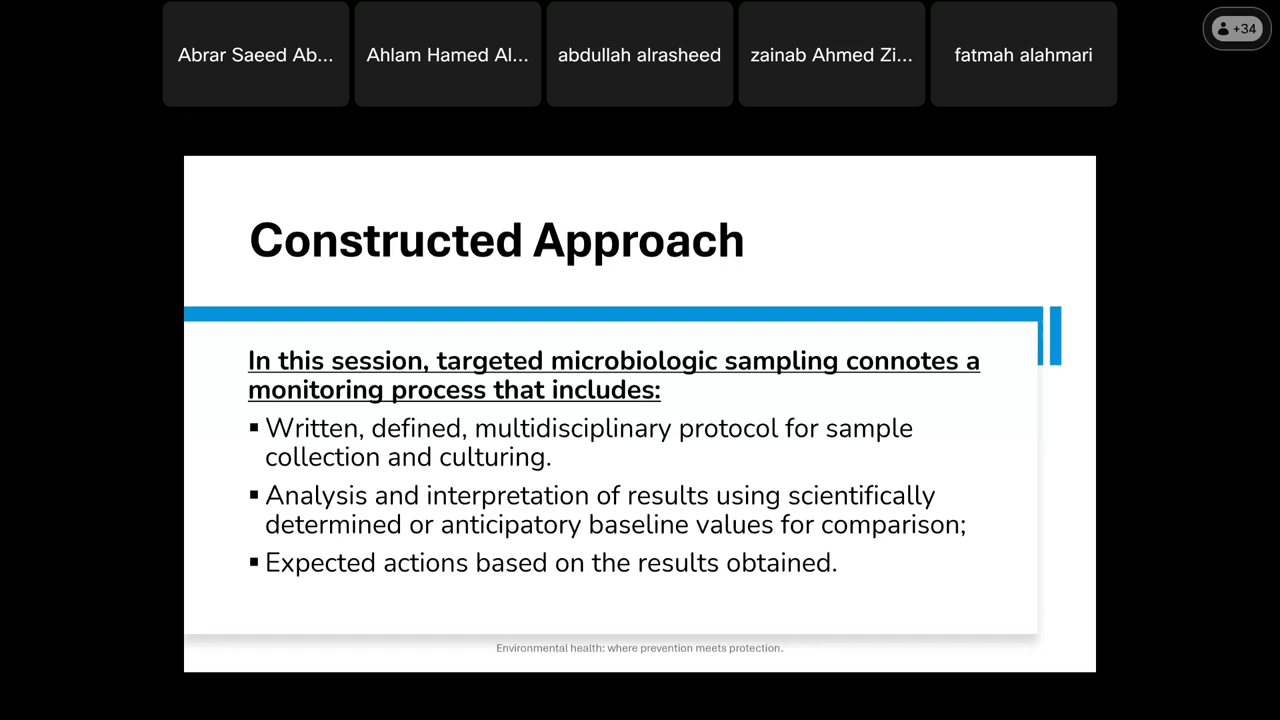 Abrar Saeed Ab...
Ahlam Hamed Al...
abdullah alrasheed
zainab Ahmed Zi...
fatmah alahmari
+34
Constructed Approach
In this session, targeted microbiologic sampling connotes a
monitoring process that includes:
▪ Written, defined, multidisciplinary protocol for sample
collection and culturing.
▪ Analysis and interpretation of results using scientifically
determined or anticipatory baseline values for comparison;
▪ Expected actions based on the results obtained.
Environmental health: where prevention meets protection.